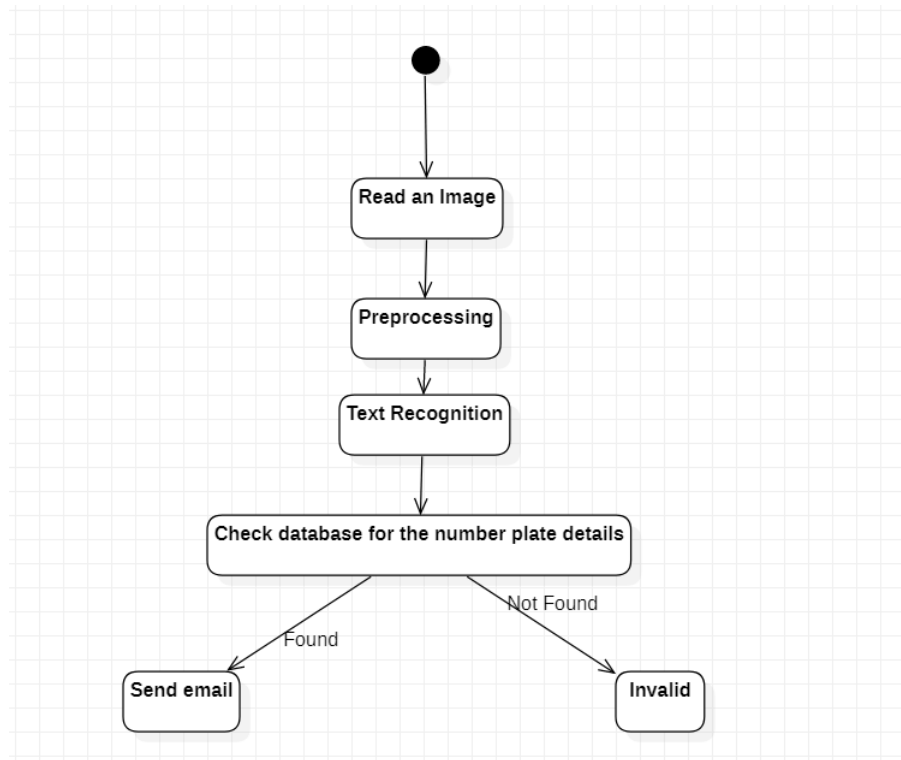 Read an Image
Preprocessing
Text Recognition
Check database for the number plate details
Not Found
Found
Send email
Invalid